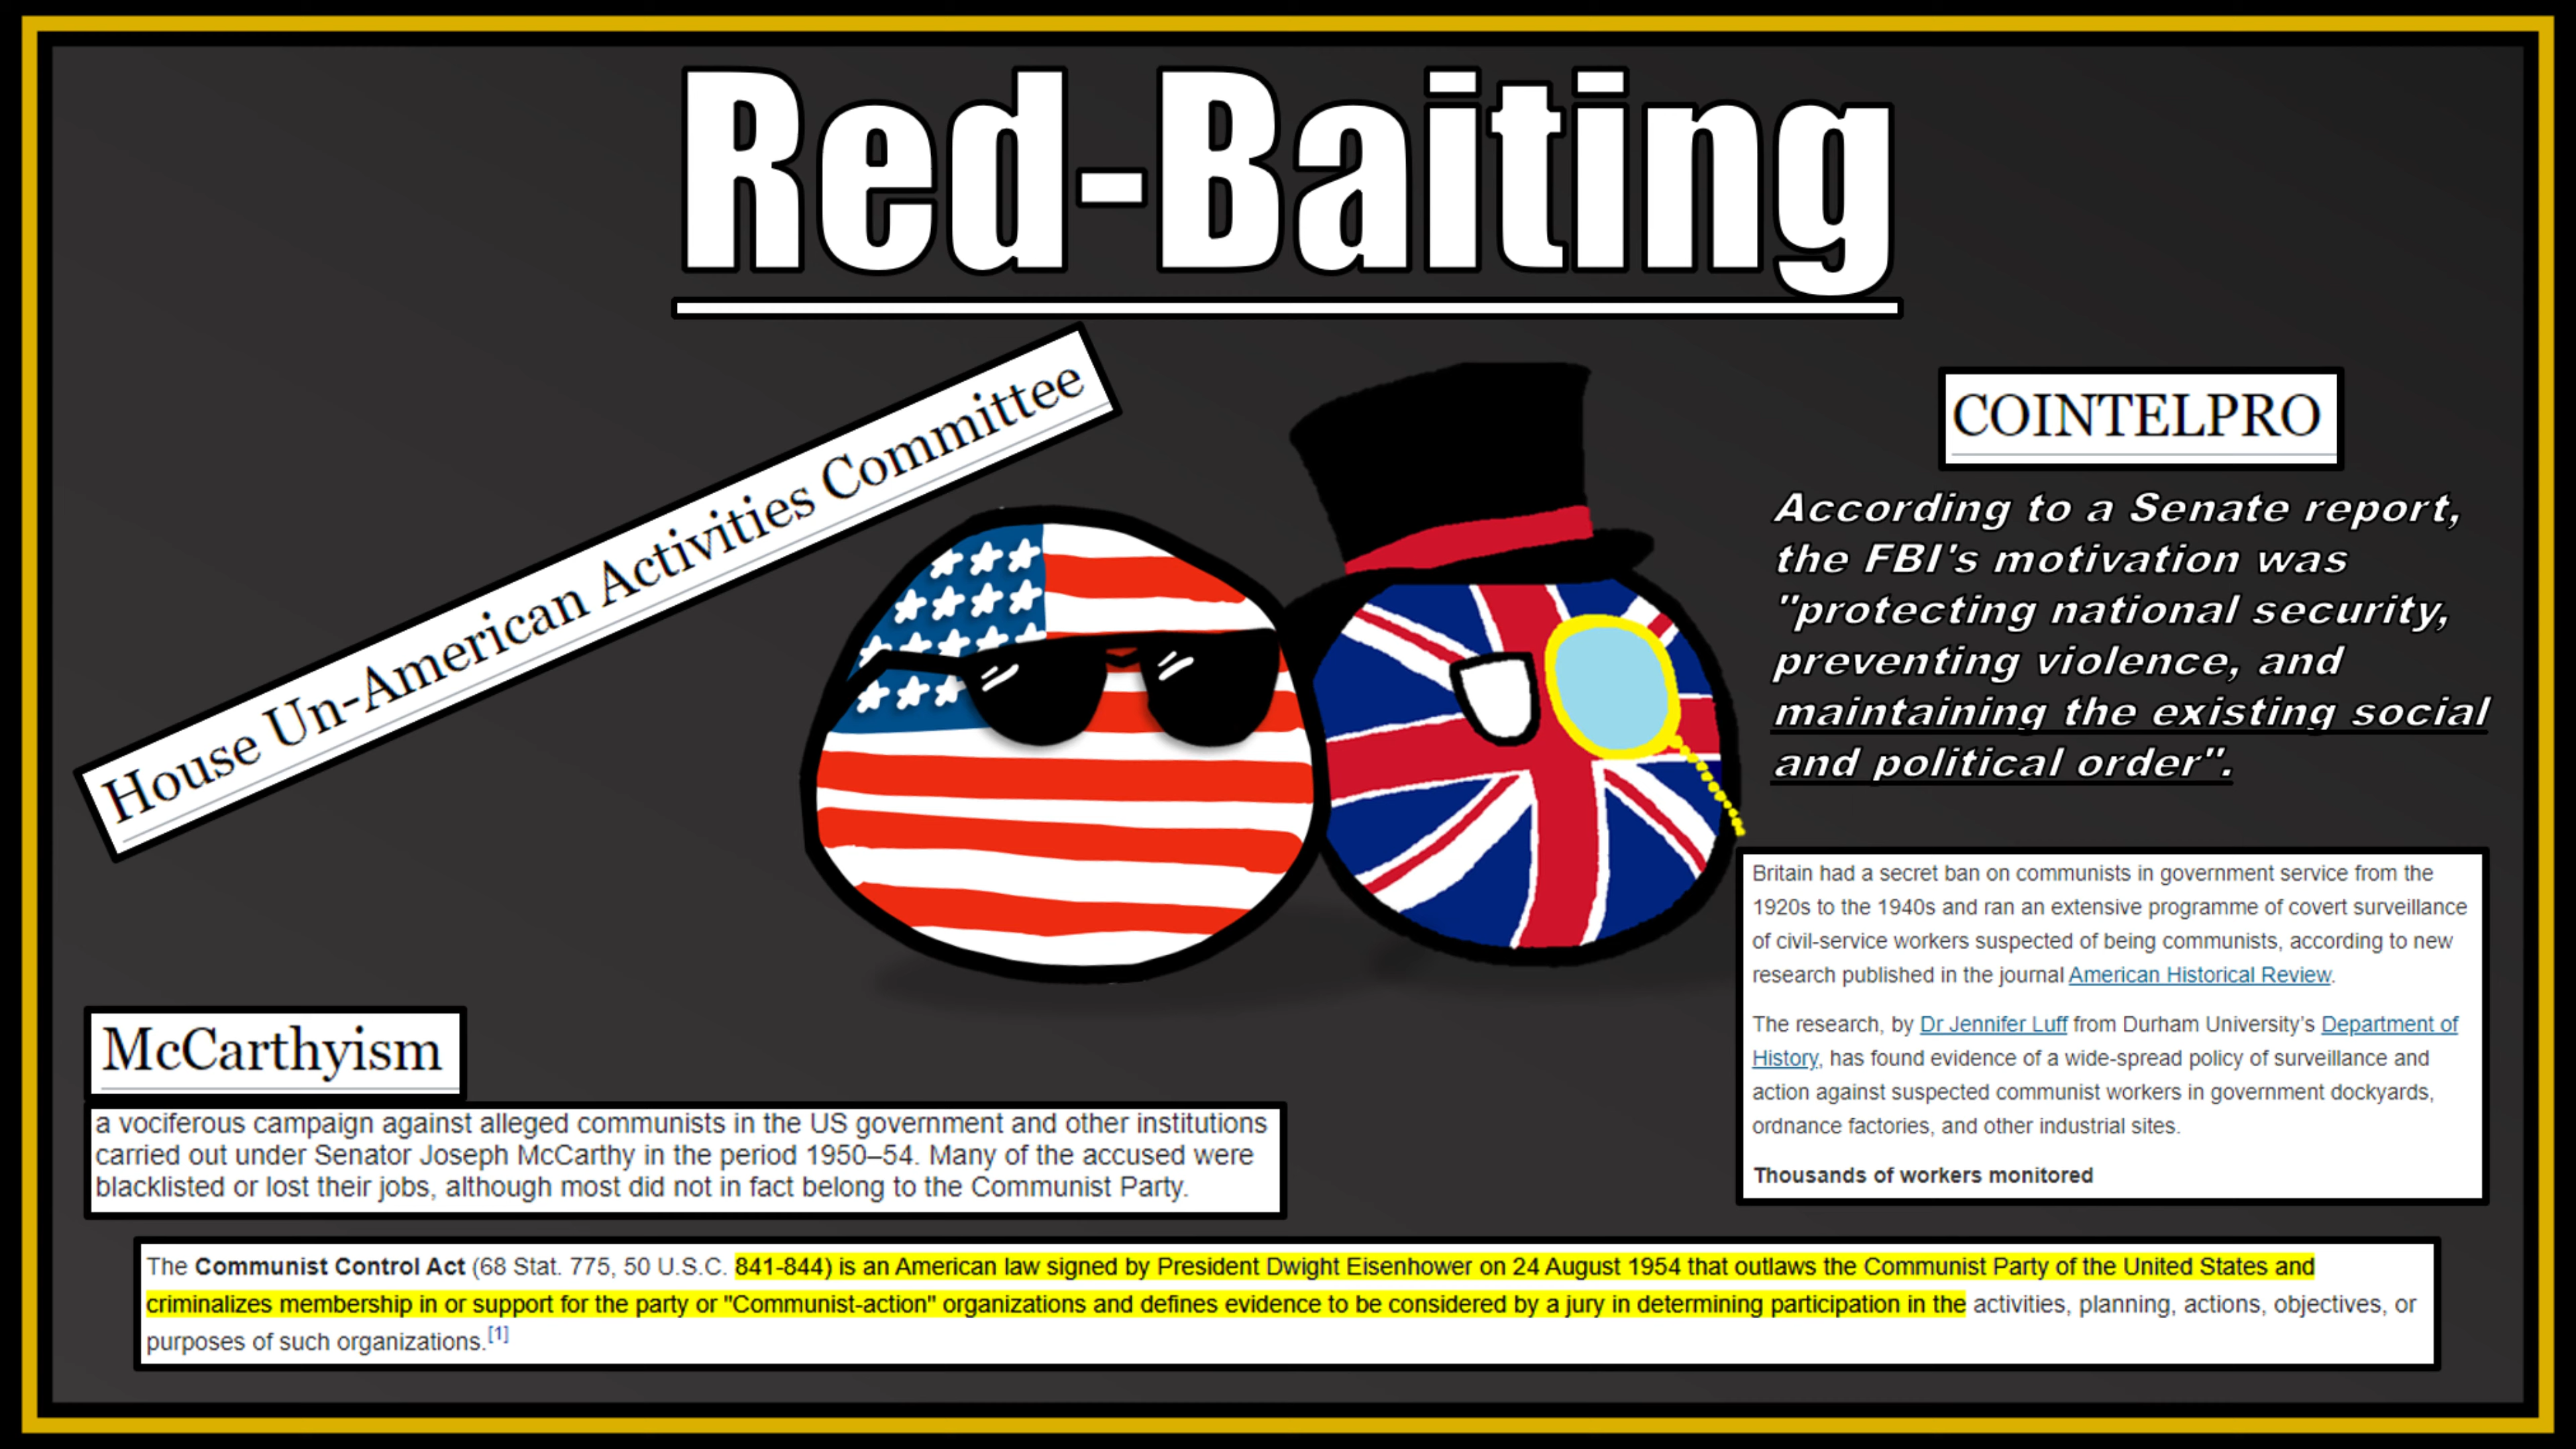 Red-Baiting
House Un-American Activities Committee
COINTELPRO
According to a Senate report,
the FBI's motivation was
"protecting national security,
preventing violence, and
maintaining the existing social
and political order".
Britain had a secret ban on communists in government service from the
1920s to the 1940s and ran an extensive programme of covert surveillance
of civil-service workers suspected of being communists, according to new
research published in the journal American Historical Review.
The research, by Dr Jennifer Luff from Durham University’s Department of
History, has found evidence of a wide-spread policy of surveillance and
action against suspected communist workers in government dockyards,
ordnance factories, and other industrial sites.
Thousands of workers monitored
McCarthyism
a vociferous campaign against alleged communists in the US government and other institutions
carried out under Senator Joseph McCarthy in the period 1950–54. Many of the accused were
blacklisted or lost their jobs, although most did not in fact belong to the Communist Party.
The Communist Control Act (68 Stat. 775, 50 U.S.C. 841-844) is an American law signed by President Dwight Eisenhower on 24 August 1954 that outlaws the Communist Party of the United States and
criminalizes membership in or support for the party or "Communist-action" organizations and defines evidence to be considered by a jury in determining participation in the activities, planning, actions, objectives, or
purposes of such organizations.[1]